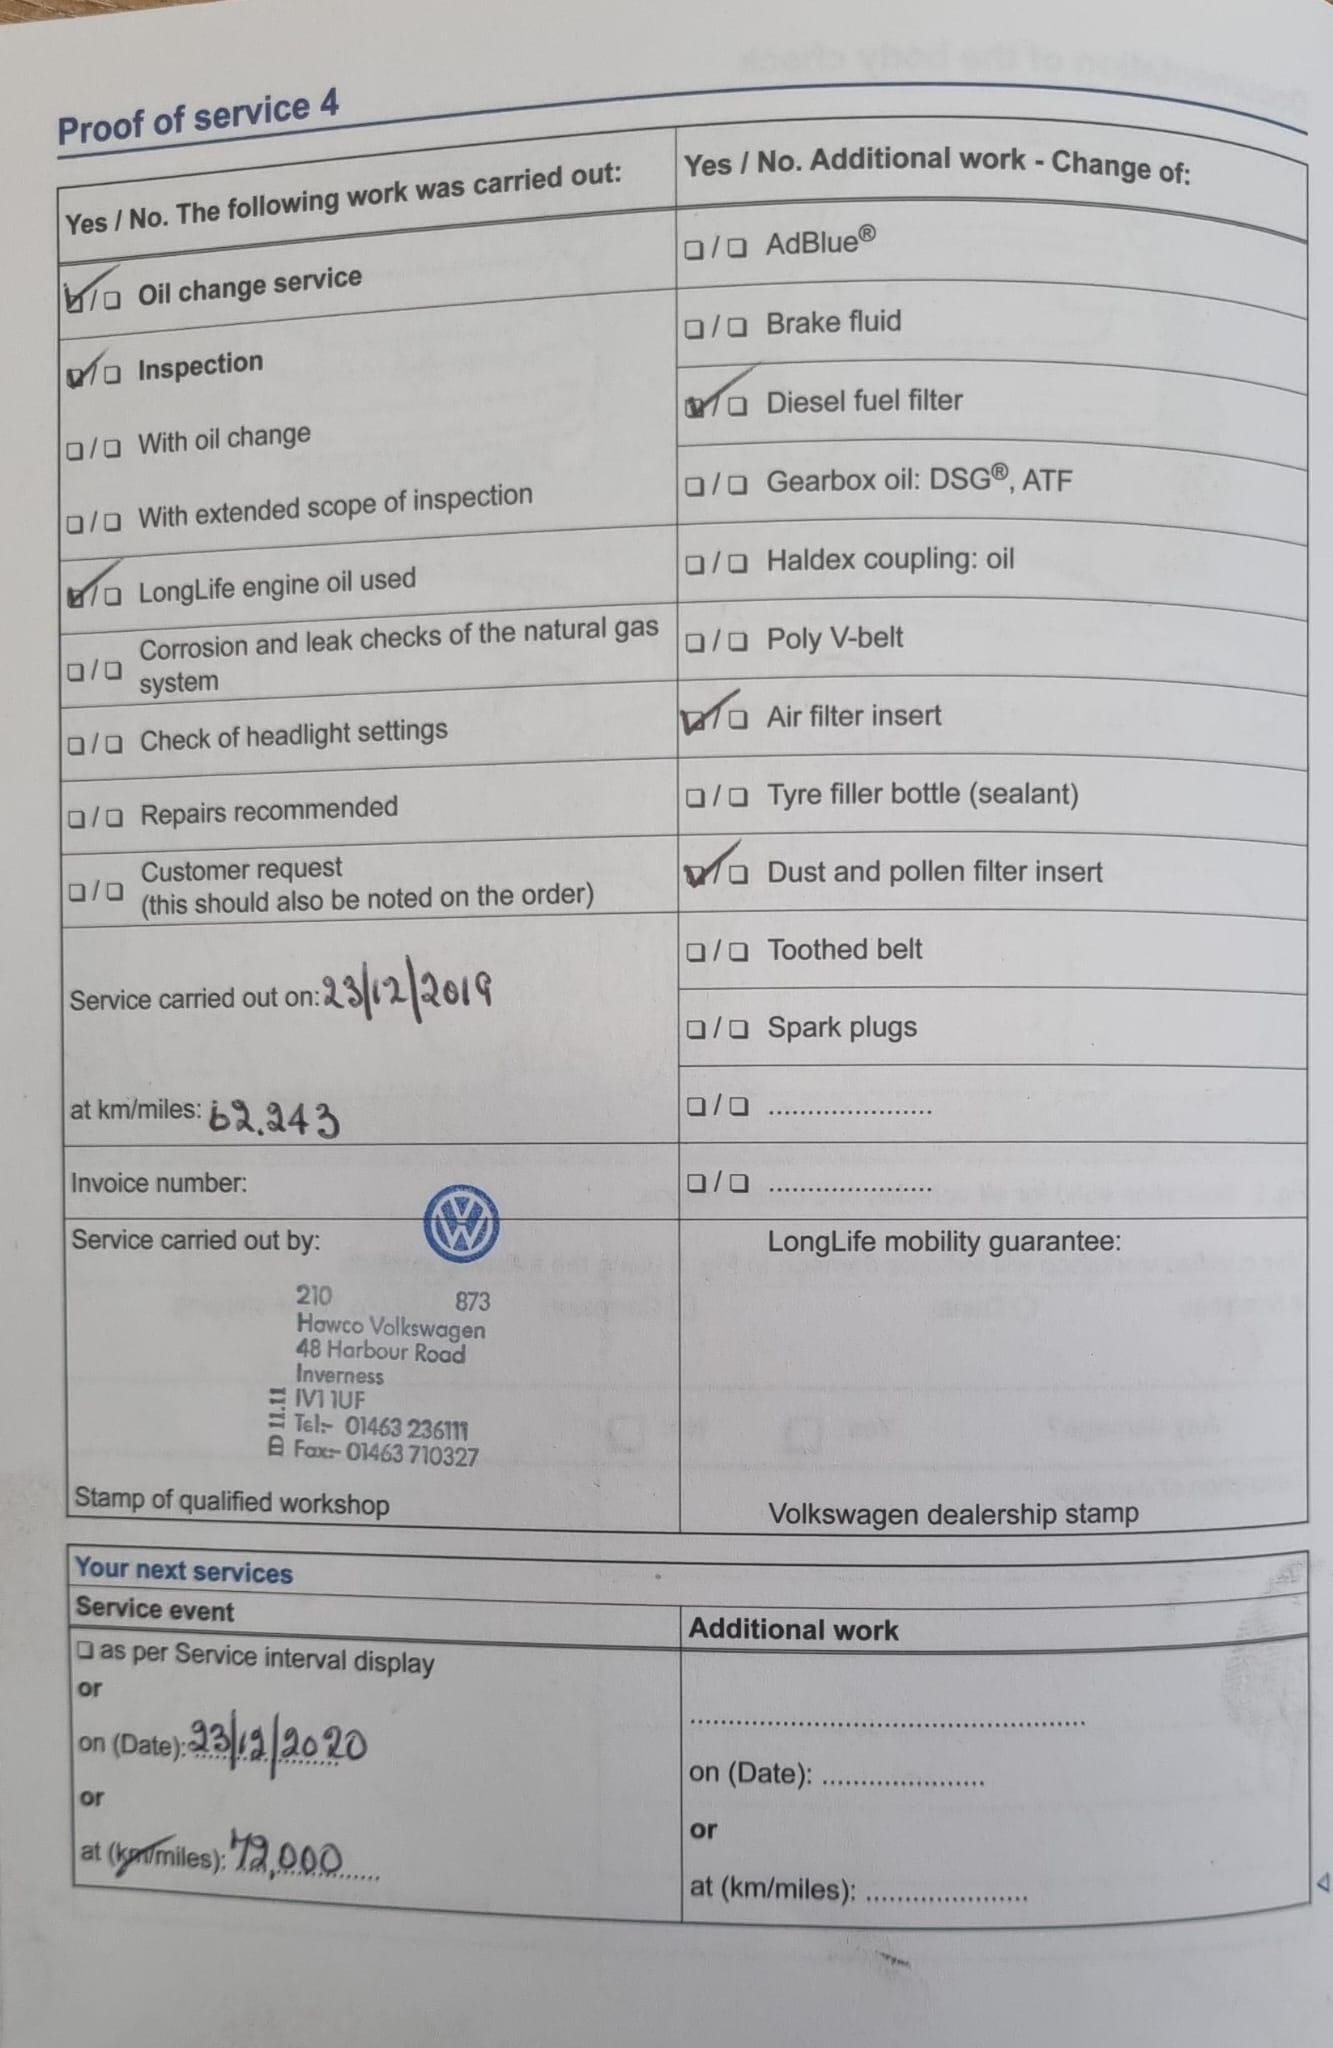 Proof of service 4
Yes / No. The following work was carried out:
☑/☐ Oil change service
☑/☐ Inspection
☐/☐ With oil change
☐/☐ With extended scope of inspection
☑/☐ LongLife engine oil used
☐/☐ Corrosion and leak checks of the natural gas
system
☐/☐ Check of headlight settings
☐/☐ Repairs recommended
☐/☐ Customer request
(this should also be noted on the order)
Service carried out on: 23/12/2019
at km/miles: 62.243
Invoice number:
Service carried out by:
210 873
Hawco Volkswagen
48 Harbour Road
Inverness
IV1 1UF
Tel:- 01463 236111
Fax:- 01463 710327
Stamp of qualified workshop
Yes / No. Additional work - Change of:
☐/☐ AdBlue®
☐/☐ Brake fluid
☑/☐ Diesel fuel filter
☐/☐ Gearbox oil: DSG®, ATF
☐/☐ Haldex coupling: oil
☐/☐ Poly V-belt
☑/☐ Air filter insert
☐/☐ Tyre filler bottle (sealant)
☑/☐ Dust and pollen filter insert
☐/☐ Toothed belt
☐/☐ Spark plugs
☐/☐ ......................
☐/☐ ......................
LongLife mobility guarantee:
Volkswagen dealership stamp
Your next services
Service event
☐ as per Service interval display
or
on (Date): 23/12/2020
or
at (km/miles): 72,000
Additional work
on (Date): ......................
or
at (km/miles): ......................